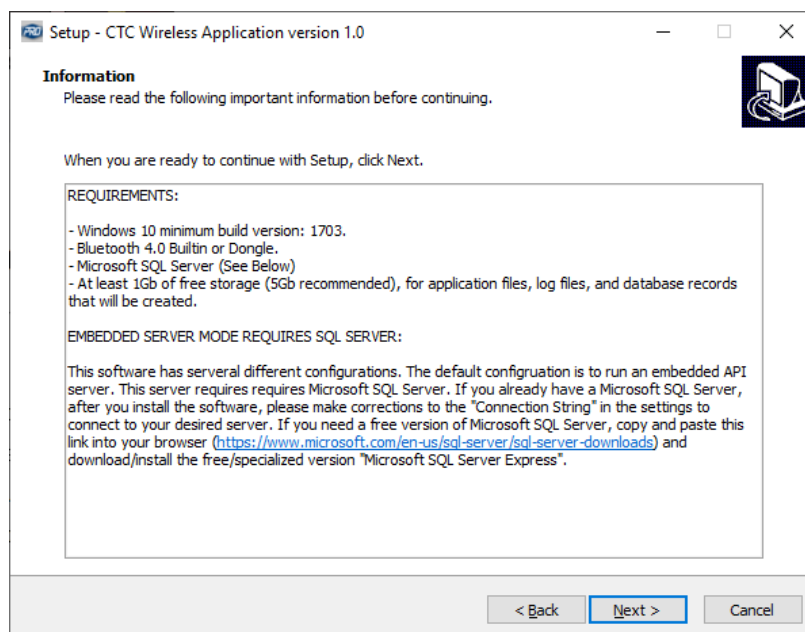 PRO Setup - CTC Wireless Application version 1.0
Information
Please read the following important information before continuing.
When you are ready to continue with Setup, click Next.
REQUIREMENTS:
- Windows 10 minimum build version: 1703.
- Bluetooth 4.0 Builtin or Dongle.
- Microsoft SQL Server (See Below)
- At least 1Gb of free storage (5Gb recommended), for application files, log files, and database records
that will be created.
EMBEDDED SERVER MODE REQUIRES SQL SERVER:
This software has serveral different configurations. The default configruation is to run an embedded API
server. This server requires requires Microsoft SQL Server. If you already have a Microsoft SQL Server,
after you install the software, please make corrections to the "Connection String" in the settings to
connect to your desired server. If you need a free version of Microsoft SQL Server, copy and paste this
link into your browser (https://www.microsoft.com/en-us/sql-server/sql-server-downloads) and
download/install the free/specialized version "Microsoft SQL Server Express".
< Back Next > Cancel